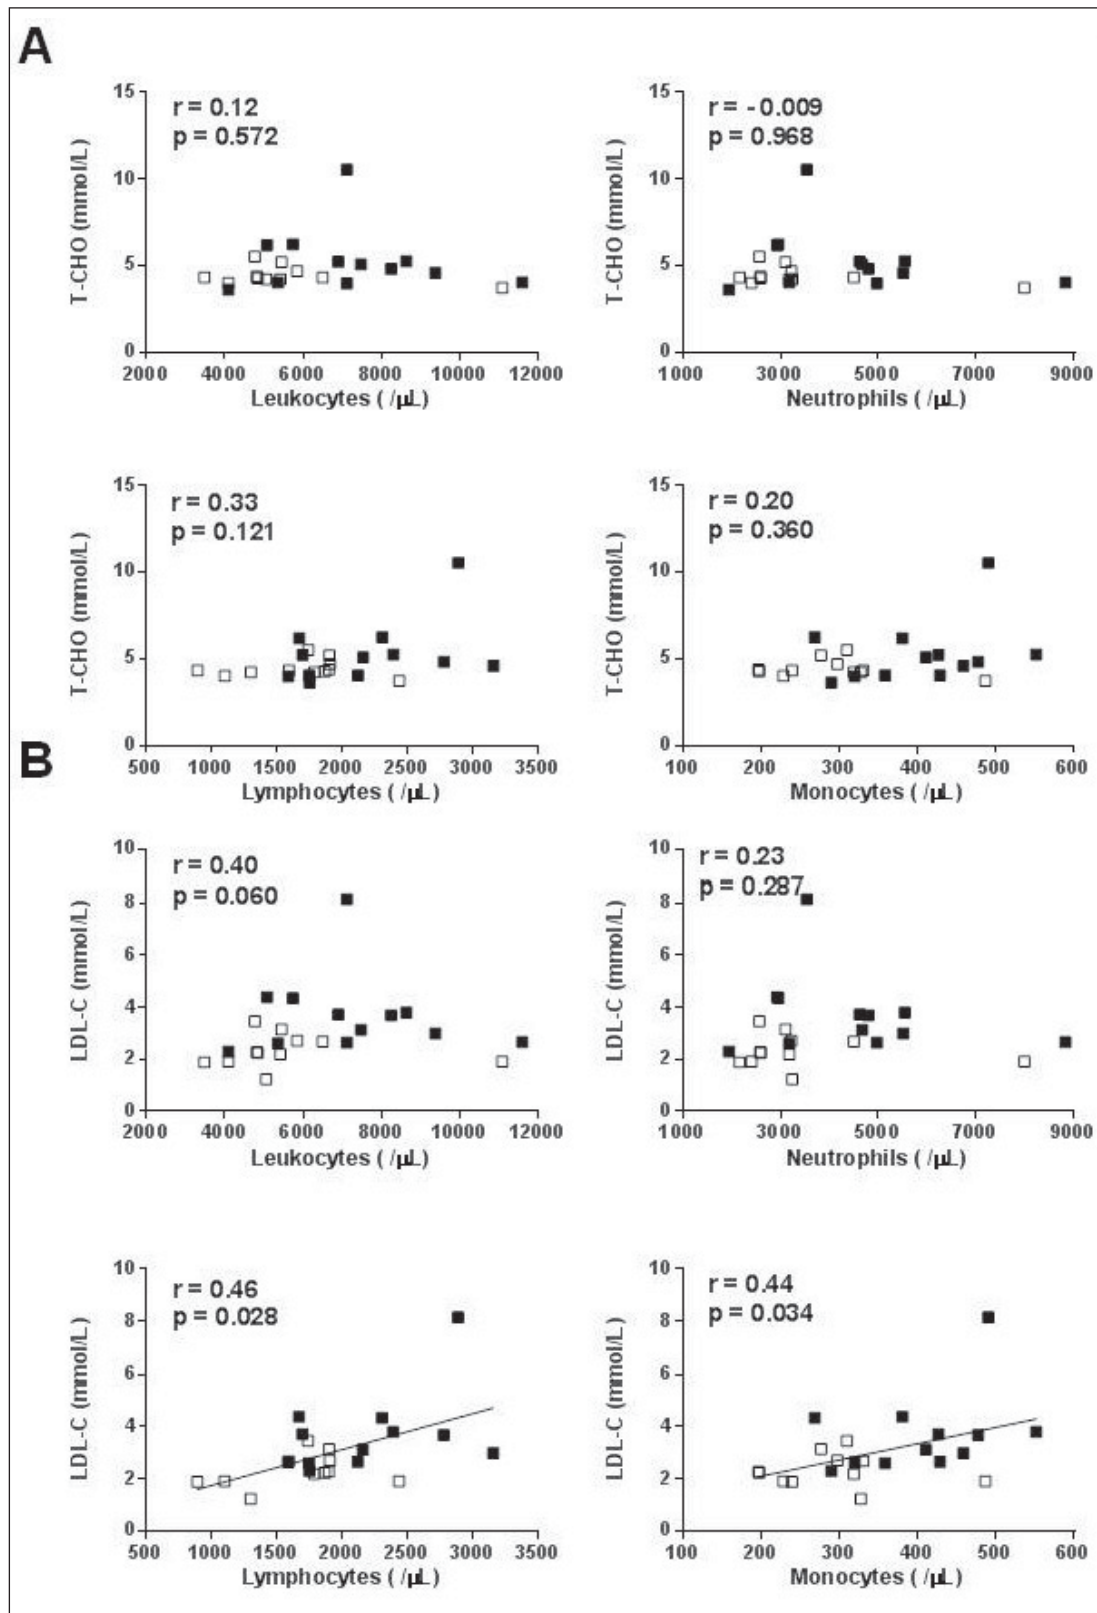 A
r = 0.12
p = 0.572
T-CHO (mmol/L)
15
10
5
0
2000 4000 6000 8000 10000 12000
Leukocytes ( /μL)
r = - 0.009
p = 0.968
T-CHO (mmol/L)
15
10
5
0
1000 3000 5000 7000 9000
Neutrophils ( /μL)
r = 0.33
p = 0.121
T-CHO (mmol/L)
15
10
5
0
500 1000 1500 2000 2500 3000 3500
Lymphocytes ( /μL)
r = 0.20
p = 0.360
T-CHO (mmol/L)
15
10
5
0
100 200 300 400 500 600
Monocytes ( /μL)
B
r = 0.40
p = 0.060
LDL-C (mmol/L)
10
8
6
4
2
0
2000 4000 6000 8000 10000 12000
Leukocytes ( /μL)
r = 0.23
p = 0.287
LDL-C (mmol/L)
10
8
6
4
2
0
1000 3000 5000 7000 9000
Neutrophils ( /μL)
r = 0.46
p = 0.028
LDL-C (mmol/L)
10
8
6
4
2
0
500 1000 1500 2000 2500 3000 3500
Lymphocytes ( /μL)
r = 0.44
p = 0.034
LDL-C (mmol/L)
10
8
6
4
2
0
100 200 300 400 500 600
Monocytes ( /μL)